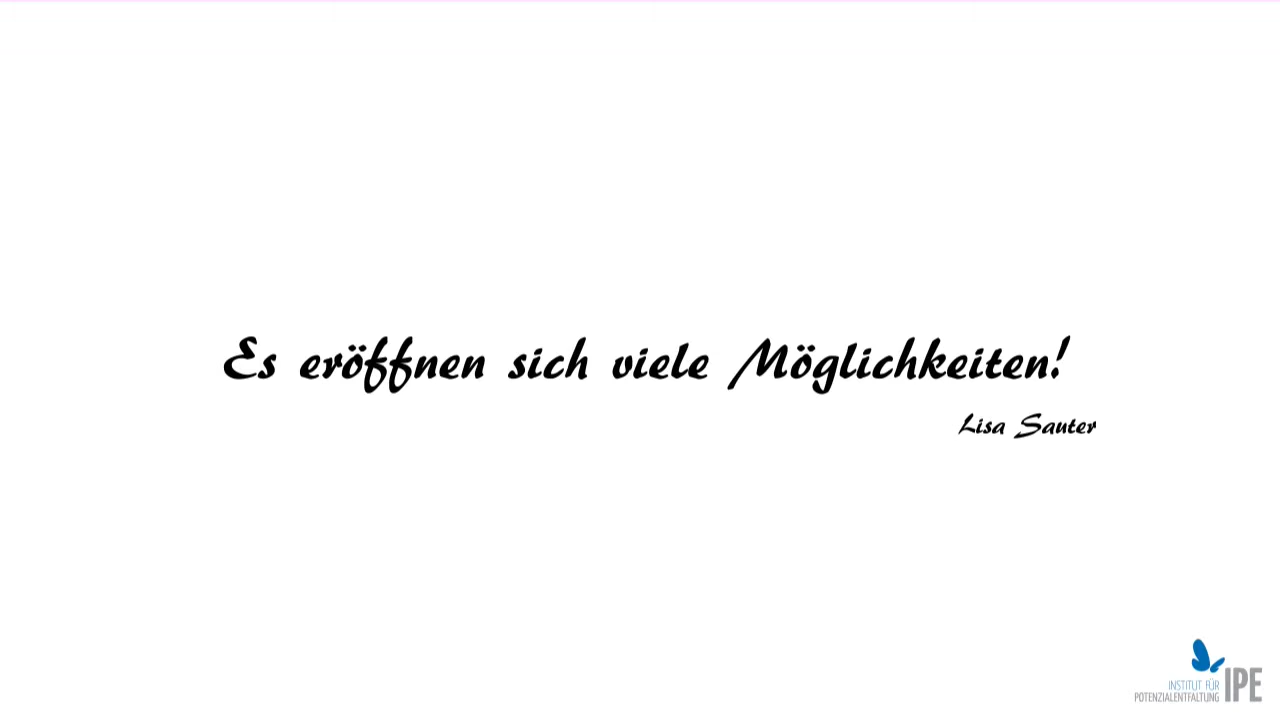 Es eröffnen sich viele Möglichkeiten!
Lisa Sauter
INSTITUT FÜR
POTENZIALENTFALTUNG IPE